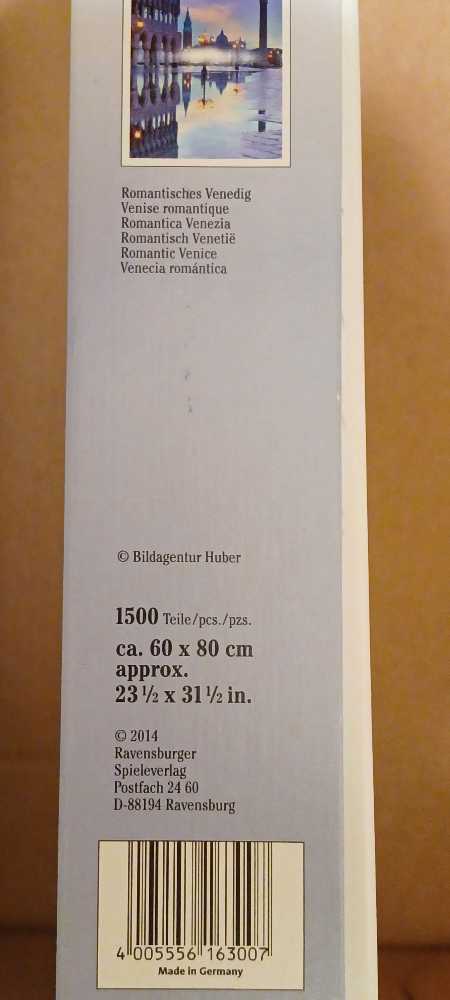 Romantisches Venedig
Venise romantique
Romantica Venezia
Romantisch Venetië
Romantic Venice
Venecia romántica
© Bildagentur Huber
1500 Teile/pcs./pzs.
ca. 60 x 80 cm
approx.
23 ½ x 31 ½ in.
© 2014
Ravensburger
Spieleverlag
Postfach 24 60
D-88194 Ravensburg
4 005556 163007
Made in Germany